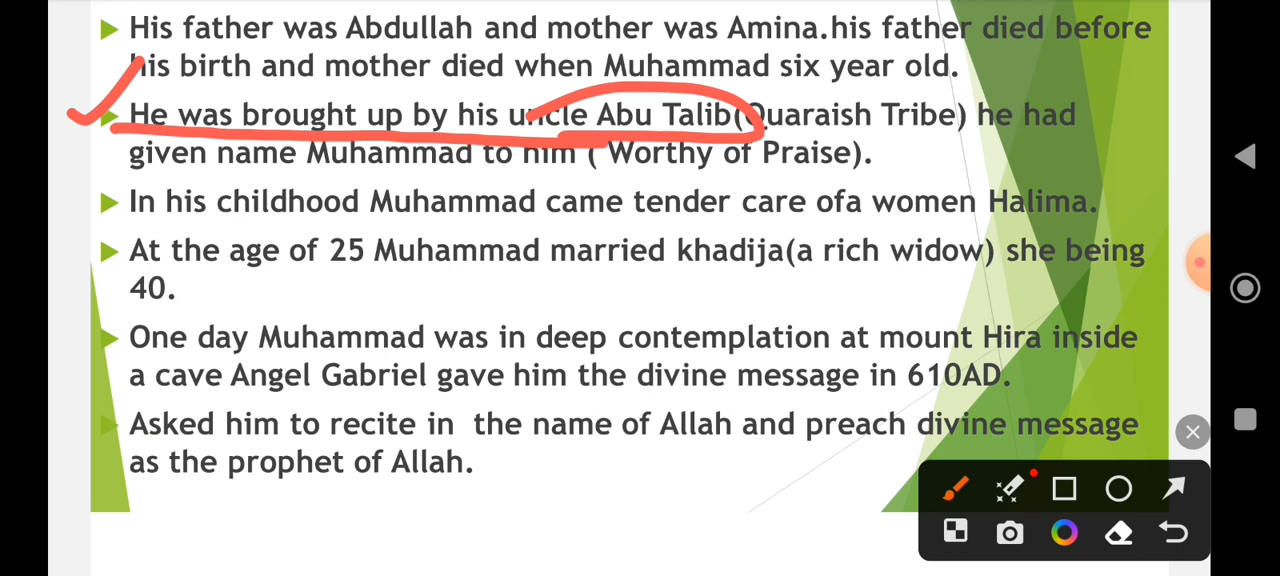 His father was Abdullah and mother was Amina.his father died before
his birth and mother died when Muhammad six year old.
He was brought up by his uncle Abu Talib(Quaraish Tribe) he had
given name Muhammad to him ( Worthy of Praise).
In his childhood Muhammad came tender care ofa women Halima.
At the age of 25 Muhammad married khadija(a rich widow) she being
40.
One day Muhammad was in deep contemplation at mount Hira inside
a cave Angel Gabriel gave him the divine message in 610AD.
Asked him to recite in  the name of Allah and preach divine message
as the prophet of Allah.